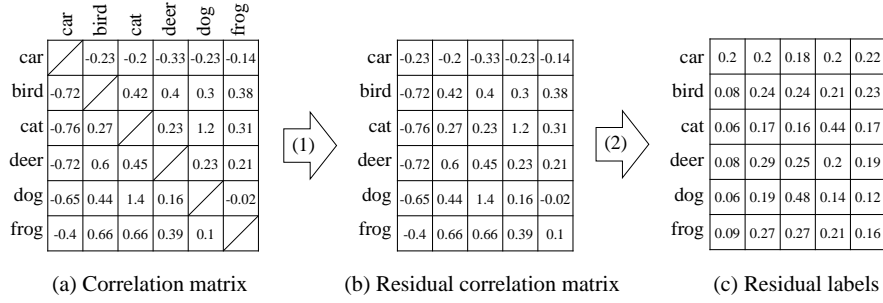 car bird cat deer dog frog
car -0.23 -0.2 -0.33 -0.23 -0.14 car -0.23 -0.2 -0.33 -0.23 -0.14 car 0.2 0.2 0.18 0.2 0.22
bird -0.72 0.42 0.4 0.3 0.38 bird -0.72 0.42 0.4 0.3 0.38 bird 0.08 0.24 0.24 0.21 0.23
cat -0.76 0.27 0.23 1.2 0.31 (1) cat -0.76 0.27 0.23 1.2 0.31 (2) cat 0.06 0.17 0.16 0.44 0.17
deer -0.72 0.6 0.45 0.23 0.21 deer -0.72 0.6 0.45 0.23 0.21 deer 0.08 0.29 0.25 0.2 0.19
dog -0.65 0.44 1.4 0.16 -0.02 dog -0.65 0.44 1.4 0.16 -0.02 dog 0.06 0.19 0.48 0.14 0.12
frog -0.4 0.66 0.66 0.39 0.1 frog -0.4 0.66 0.66 0.39 0.1 frog 0.09 0.27 0.27 0.21 0.16
(a) Correlation matrix (b) Residual correlation matrix (c) Residual labels